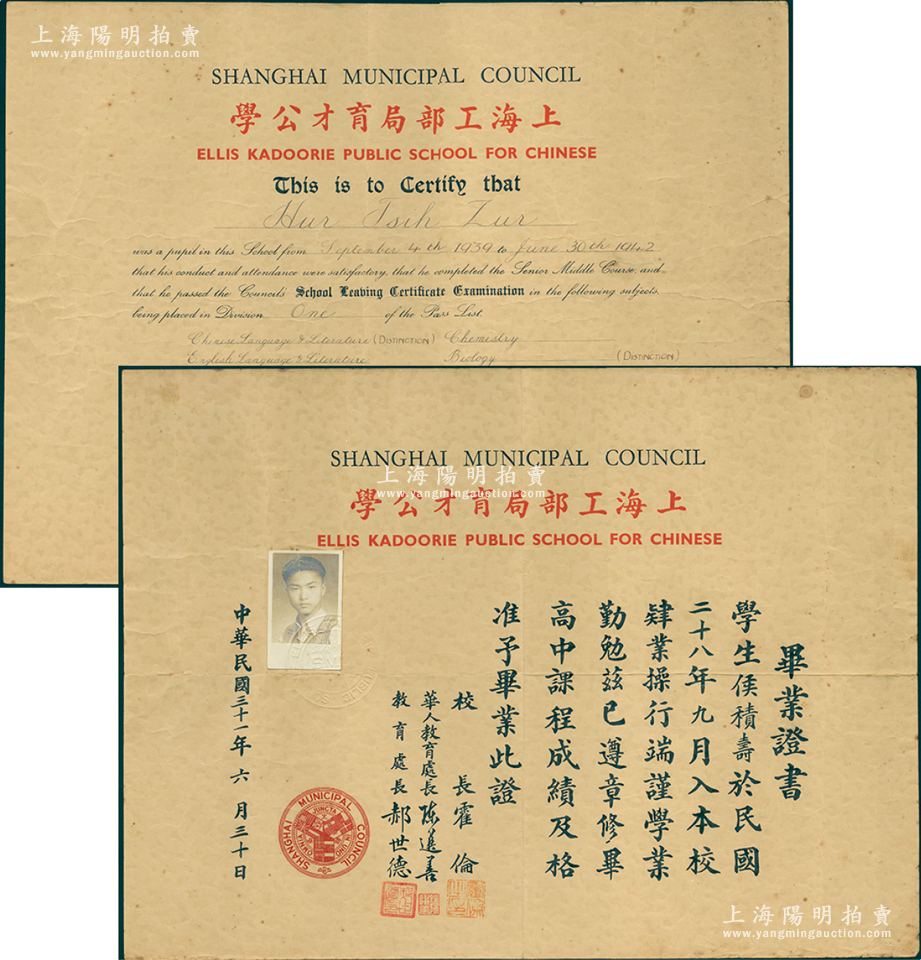 上海陽明拍賣
www.yangmingauction.com
SHANGHAI MUNICIPAL COUNCIL
學公才育局部工海上
ELLIS KADOORIE PUBLIC SCHOOL FOR CHINESE
This is to Certify that
Hur Tsih Zur
was a pupil in this School from September 4th 1939 to June 30th 1942
that his conduct and attendance were satisfactory, that he completed the Senior Middle Course, and
that he passed the Council's School Leaving Certificate Examination in the following subjects,
being placed in Division One of the Pass List
Chinese Language & Literature (DISTINCTION) Chemistry
English Language & Literature Biology (DISTINCTION)
SHANGHAI MUNICIPAL COUNCIL
上海陽明拍賣
www.yangmingauction.com
學公才育局部工海上
ELLIS KADOORIE PUBLIC SCHOOL FOR CHINESE
畢業證書
學生侯積壽於民國
二十八年九月入本校
肄業操行端謹學業
勤勉茲已遵章修畢
高中課程成績及格
准予畢業此證
校長霍倫
華人教育處長陳選善
教育處長郝世德
中華民國三十一年六月三十日
SHANGHAI MUNICIPAL COUNCIL
上海陽明拍賣
www.yangmingauction.com